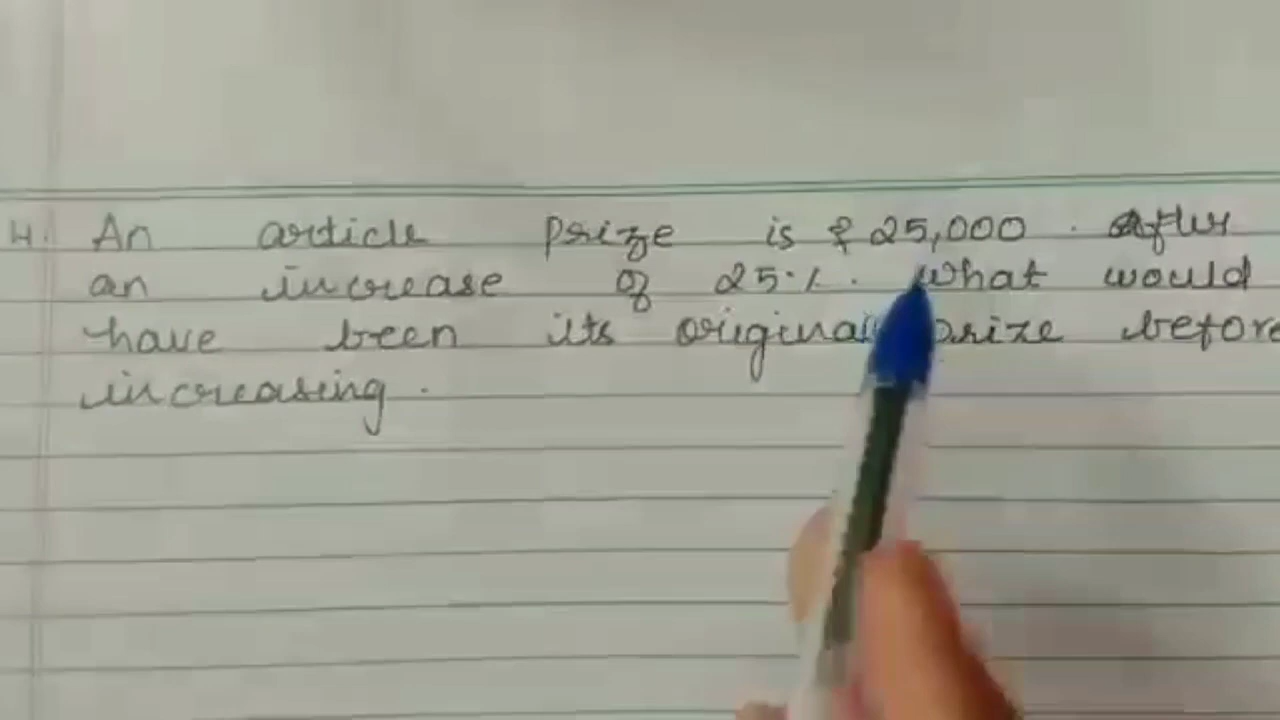 4. An article prize is ₹ 25,000 . After
an increase of 25%. What would
have been its original prize before
increasing.